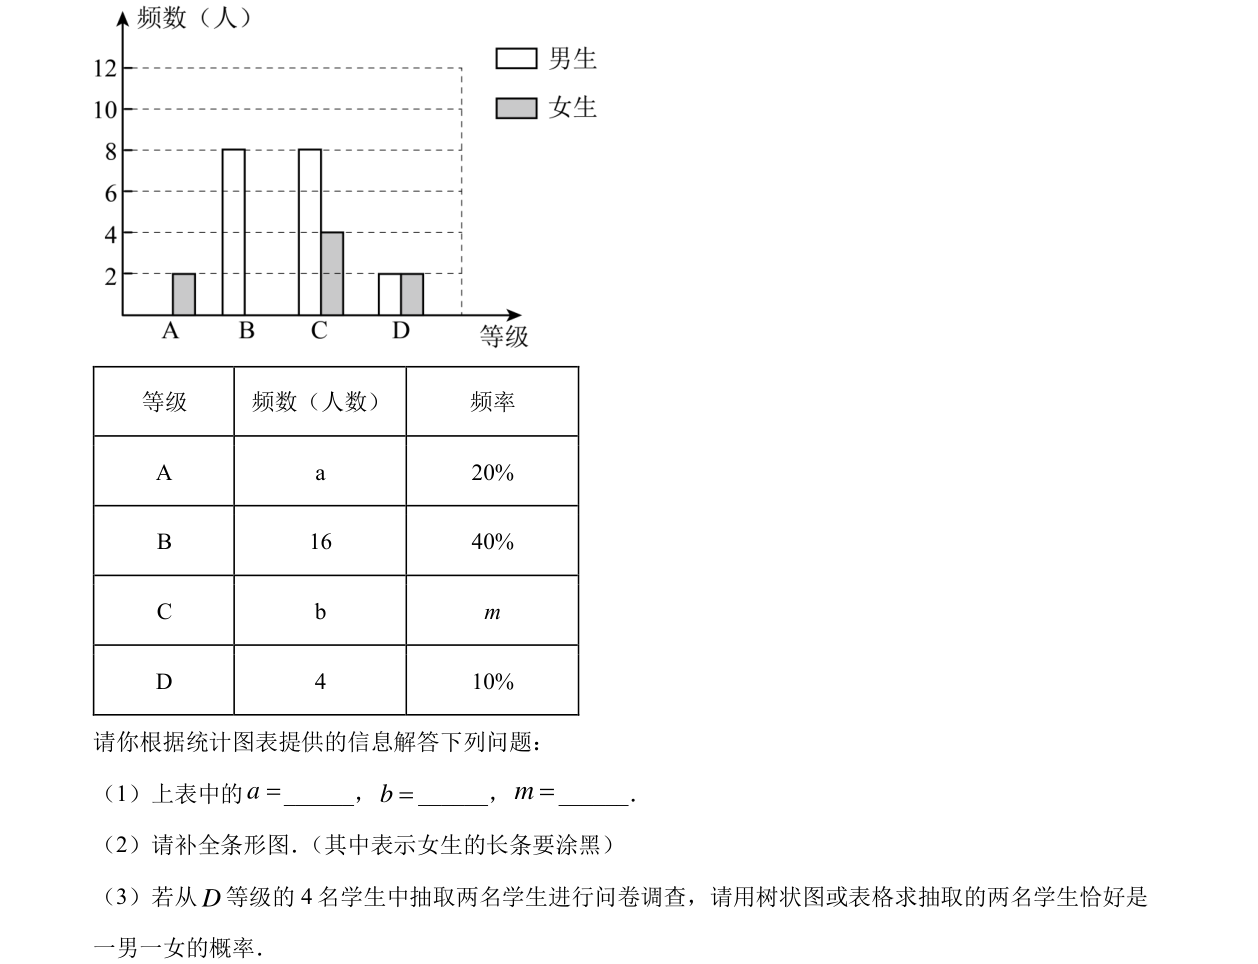 频数（人）
男生
女生
12
10
8
6
4
2
A B C D
等级
等级 频数（人数） 频率
A a 20%
B 16 40%
C b m
D 4 10%
请你根据统计图表提供的信息解答下列问题：
（1）上表中的 a =______，b =______，m =______．
（2）请补全条形图．（其中表示女生的长条要涂黑）
（3）若从 D 等级的 4 名学生中抽取两名学生进行问卷调查，请用树状图或表格求抽取的两名学生恰好是
一男一女的概率．